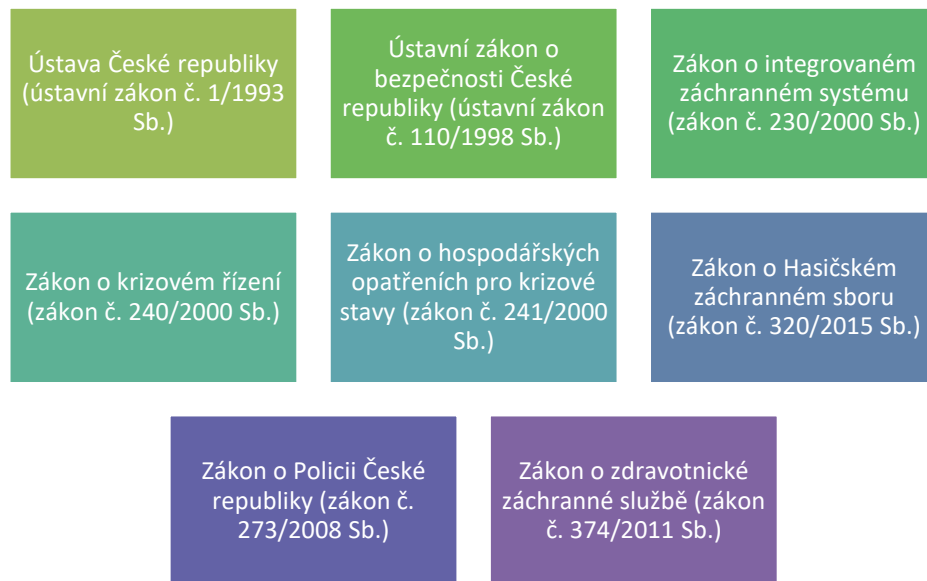 Ústava České republiky
(ústavní zákon č. 1/1993
Sb.)
Ústavní zákon o
bezpečnosti České
republiky (ústavní zákon
č. 110/1998 Sb.)
Zákon o integrovaném
záchranném systému
(zákon č. 230/2000 Sb.)
Zákon o krizovém řízení
(zákon č. 240/2000 Sb.)
Zákon o hospodářských
opatřeních pro krizové
stavy (zákon č. 241/2000
Sb.)
Zákon o Hasičském
záchranném sboru
(zákon č. 320/2015 Sb.)
Zákon o Policii České
republiky (zákon č.
273/2008 Sb.)
Zákon o zdravotnické
záchranné službě (zákon
č. 374/2011 Sb.)